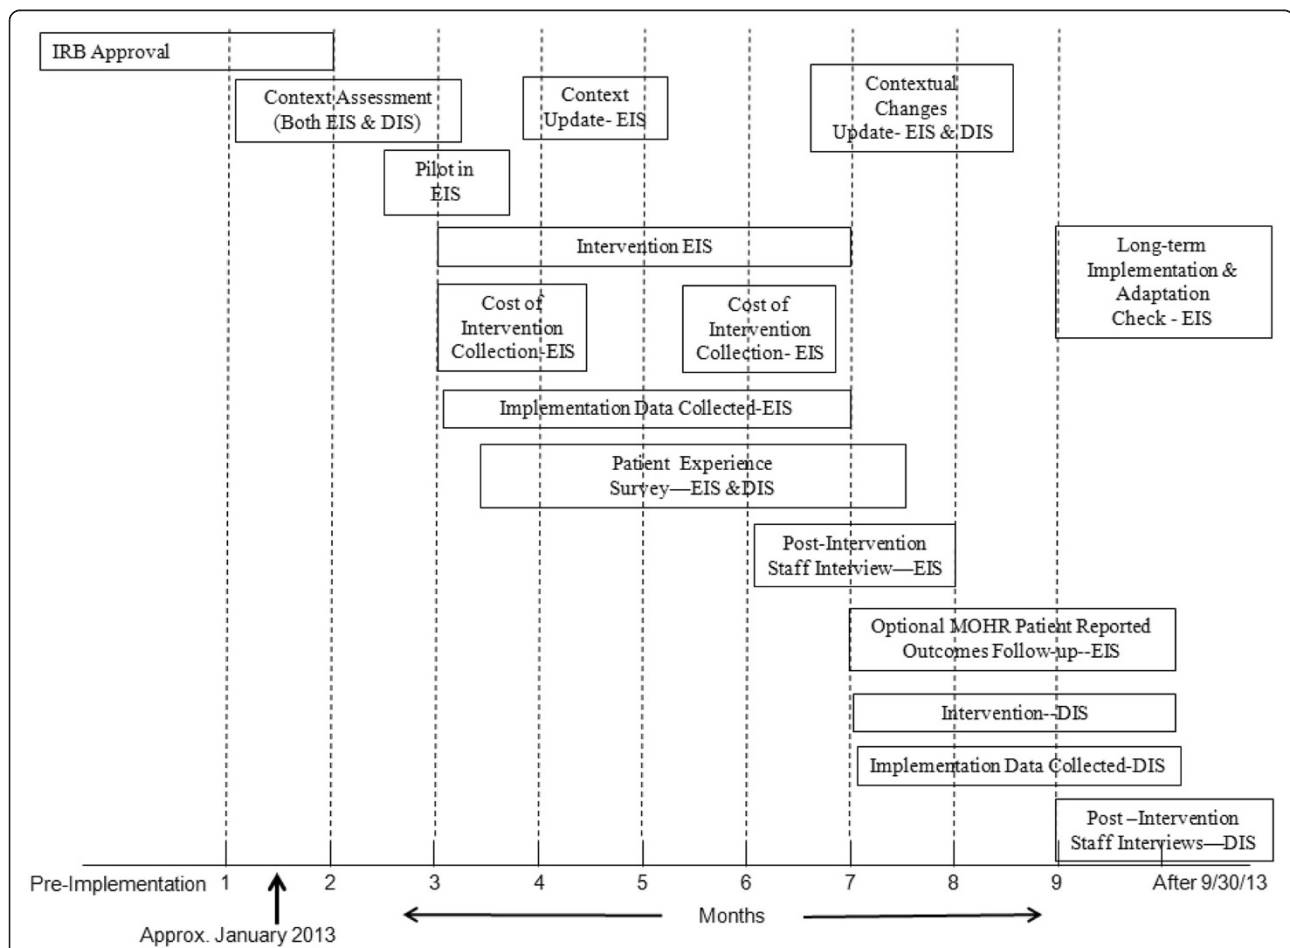 IRB Approval
Context Assessment
(Both EIS & DIS)
Context
Update- EIS
Contextual
Changes
Update- EIS & DIS
Pilot in
EIS
Intervention EIS
Long-term
Implementation &
Adaptation
Check - EIS
Cost of
Intervention
Collection-EIS
Cost of
Intervention
Collection- EIS
Implementation Data Collected-EIS
Patient Experience
Survey—EIS &DIS
Post-Intervention
Staff Interview—EIS
Optional MOHR Patient Reported
Outcomes Follow-up--EIS
Intervention--DIS
Implementation Data Collected-DIS
Post –Intervention
Staff Interviews—DIS
Pre-Implementation 1 2 3 4 5 6 7 8 9 After 9/30/13
Months
Approx. January 2013